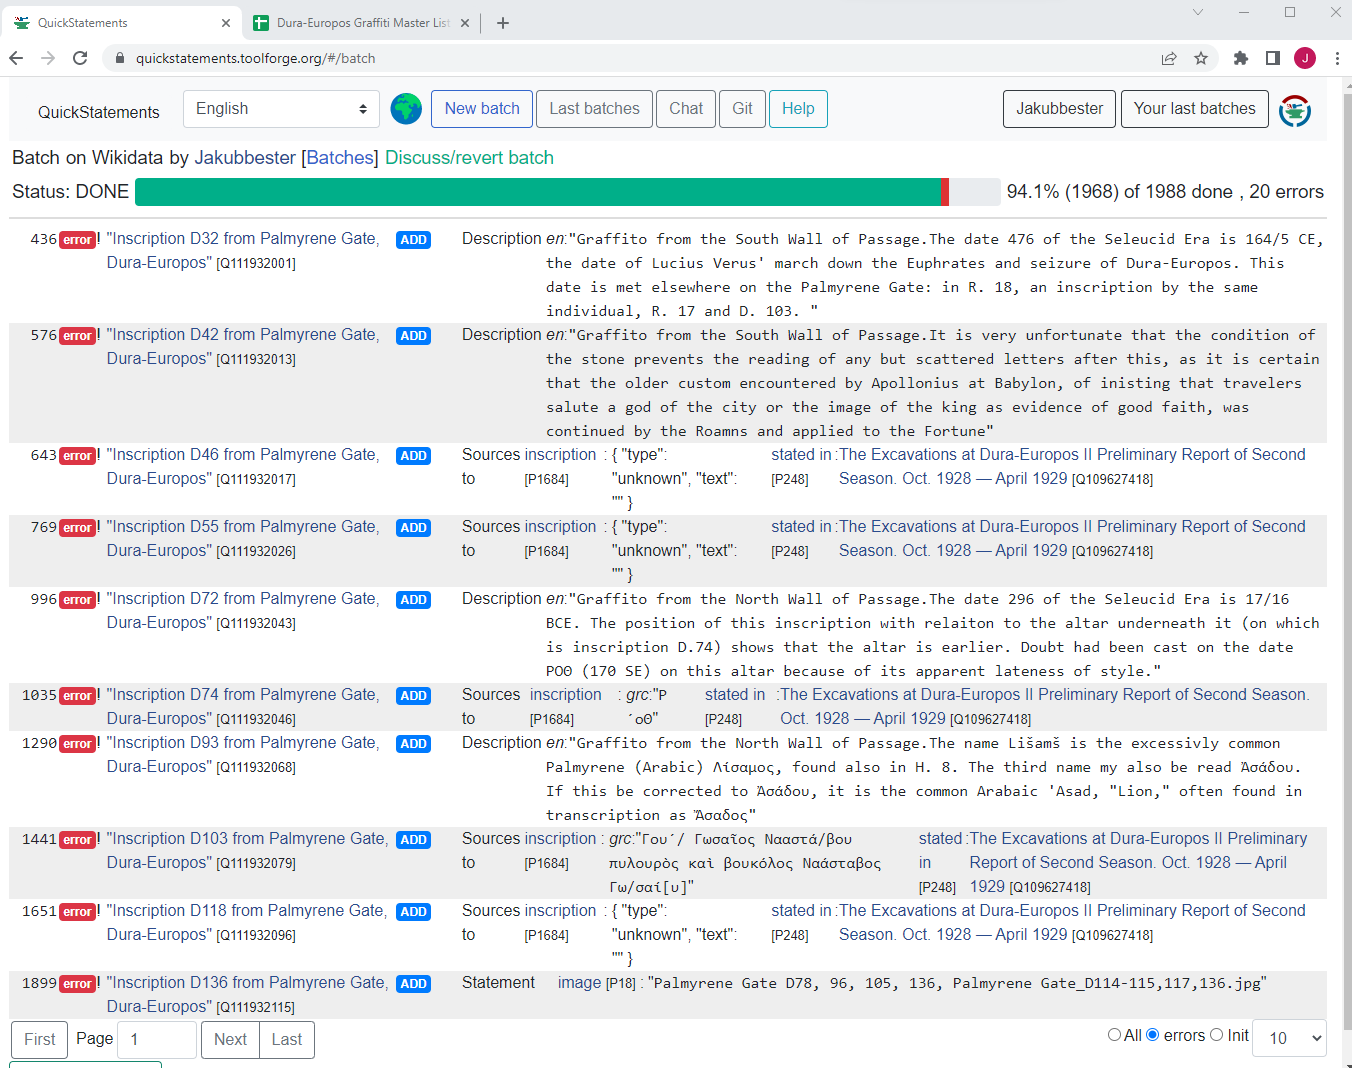 QuickStatements
Dura-Europos Graffiti Master List
quickstatements.toolforge.org/#/batch
J
QuickStatements English New batch Last batches Chat Git Help Jakubbester Your last batches
Batch on Wikidata by Jakubbester [Batches] Discuss/revert batch
Status: DONE 94.1% (1968) of 1988 done , 20 errors
436 error! "Inscription D32 from Palmyrene Gate, ADD Description en:"Graffito from the South Wall of Passage.The date 476 of the Seleucid Era is 164/5 CE,
Dura-Europos" [Q111932001] the date of Lucius Verus' march down the Euphrates and seizure of Dura-Europos. This
date is met elsewhere on the Palmyrene Gate: in R. 18, an inscription by the same
individual, R. 17 and D. 103. "
576 error! "Inscription D42 from Palmyrene Gate, ADD Description en:"Graffito from the South Wall of Passage.It is very unfortunate that the condition of
Dura-Europos" [Q111932013] the stone prevents the reading of any but scattered letters after this, as it is certain
that the older custom encountered by Apollonius at Babylon, of inisting that travelers
salute a god of the city or the image of the king as evidence of good faith, was
continued by the Roamns and applied to the Fortune"
643 error! "Inscription D46 from Palmyrene Gate, ADD Sources inscription : { "type": stated in :The Excavations at Dura-Europos II Preliminary Report of Second
Dura-Europos" [Q111932017] to [P1684] "unknown", "text": [P248] Season. Oct. 1928 — April 1929 [Q109627418]
"" }
769 error! "Inscription D55 from Palmyrene Gate, ADD Sources inscription : { "type": stated in :The Excavations at Dura-Europos II Preliminary Report of Second
Dura-Europos" [Q111932026] to [P1684] "unknown", "text": [P248] Season. Oct. 1928 — April 1929 [Q109627418]
"" }
996 error! "Inscription D72 from Palmyrene Gate, ADD Description en:"Graffito from the North Wall of Passage.The date 296 of the Seleucid Era is 17/16
Dura-Europos" [Q111932043] BCE. The position of this inscription with relaiton to the altar underneath it (on which
is inscription D.74) shows that the altar is earlier. Doubt had been cast on the date
ΡΟΘ (170 SE) on this altar because of its apparent lateness of style."
1035 error! "Inscription D74 from Palmyrene Gate, ADD Sources inscription : grc:"Ρ stated in :The Excavations at Dura-Europos II Preliminary Report of Second Season.
Dura-Europos" [Q111932046] to [P1684] ´οΘ" [P248] Oct. 1928 — April 1929 [Q109627418]
1290 error! "Inscription D93 from Palmyrene Gate, ADD Description en:"Graffito from the North Wall of Passage.The name Lišamš is the excessivly common
Dura-Europos" [Q111932068] Palmyrene (Arabic) Λίσαμος, found also in H. 8. The third name my also be read Ἀσάδου.
If this be corrected to Ἀσάδου, it is the common Arabaic 'Asad, "Lion," often found in
transcription as Ἄσαδος"
1441 error! "Inscription D103 from Palmyrene Gate, ADD Sources inscription : grc:"Γου´/ Γωσαῖος Νααστά/βου stated :The Excavations at Dura-Europos II Preliminary
Dura-Europos" [Q111932079] to [P1684] πυλουρὸς καὶ βουκόλος Ναάσταβος in Report of Second Season. Oct. 1928 — April
Γω/σαί[υ]" [P248] 1929 [Q109627418]
1651 error! "Inscription D118 from Palmyrene Gate, ADD Sources inscription : { "type": stated in :The Excavations at Dura-Europos II Preliminary Report of Second
Dura-Europos" [Q111932096] to [P1684] "unknown", "text": [P248] Season. Oct. 1928 — April 1929 [Q109627418]
"" }
1899 error! "Inscription D136 from Palmyrene Gate, ADD Statement image [P18] : "Palmyrene Gate D78, 96, 105, 136, Palmyrene Gate_D114-115,117,136.jpg"
Dura-Europos" [Q111932115]
First Page 1 Next Last All errors Init 10